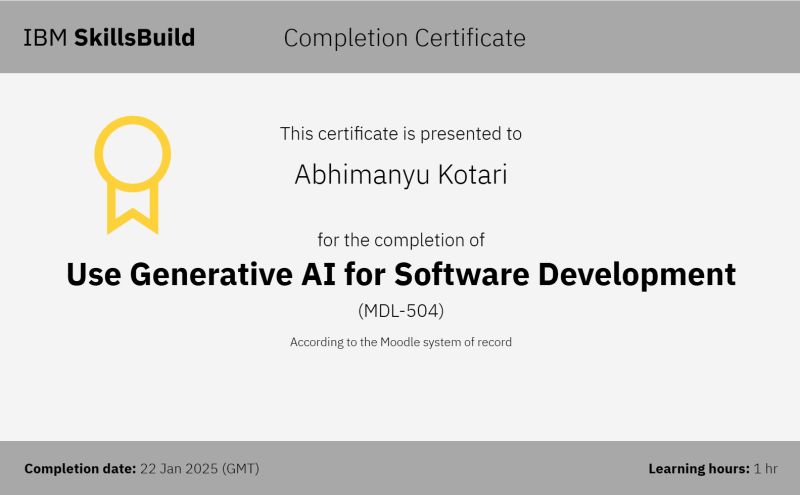 IBM SkillsBuild
Completion Certificate
This certificate is presented to
Abhimanyu Kotari
for the completion of
Use Generative AI for Software Development
(MDL-504)
According to the Moodle system of record
Completion date: 22 Jan 2025 (GMT)
Learning hours: 1 hr